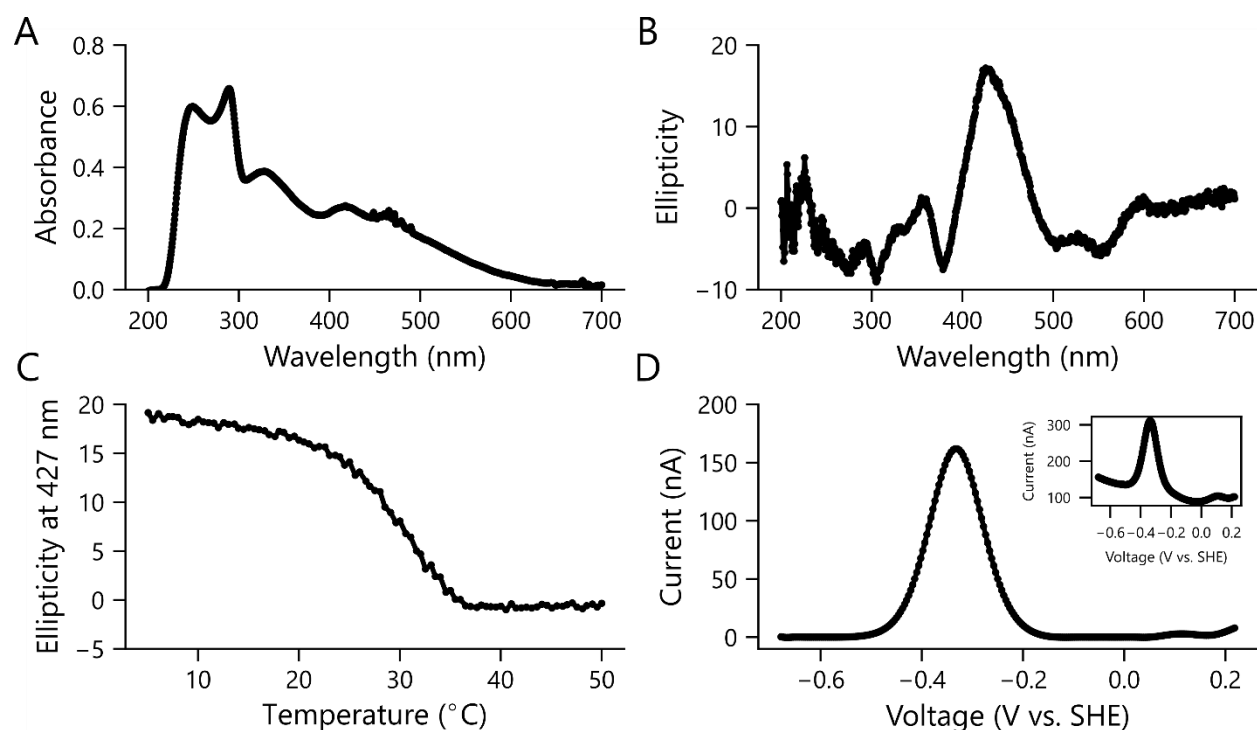 A
0.8
0.6
0.4
0.2
0.0
Absorbance
200 300 400 500 600 700
Wavelength (nm)
B
20
10
0
−10
Ellipticity
200 300 400 500 600 700
Wavelength (nm)
C
20
15
10
5
0
−5
Ellipticity at 427 nm
10 20 30 40 50
Temperature (°C)
D
200
150
100
50
0
Current (nA)
−0.6 −0.4 −0.2 0.0 0.2
Voltage (V vs. SHE)
300
200
100
Current (nA)
−0.6 −0.4 −0.2 0.0 0.2
Voltage (V vs. SHE)